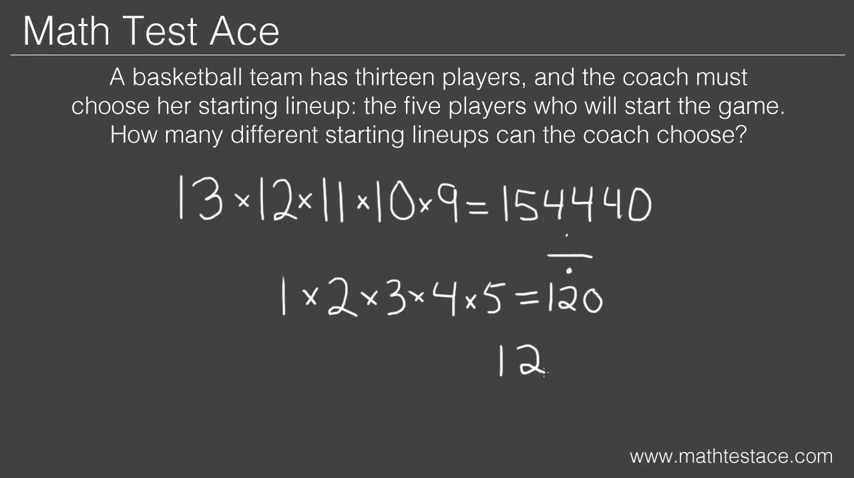 Math Test Ace
A basketball team has thirteen players, and the coach must
choose her starting lineup: the five players who will start the game.
How many different starting lineups can the coach choose?
13 × 12 × 11 × 10 × 9 = 154440
÷
1 × 2 × 3 × 4 × 5 = 120
12
www.mathtestace.com